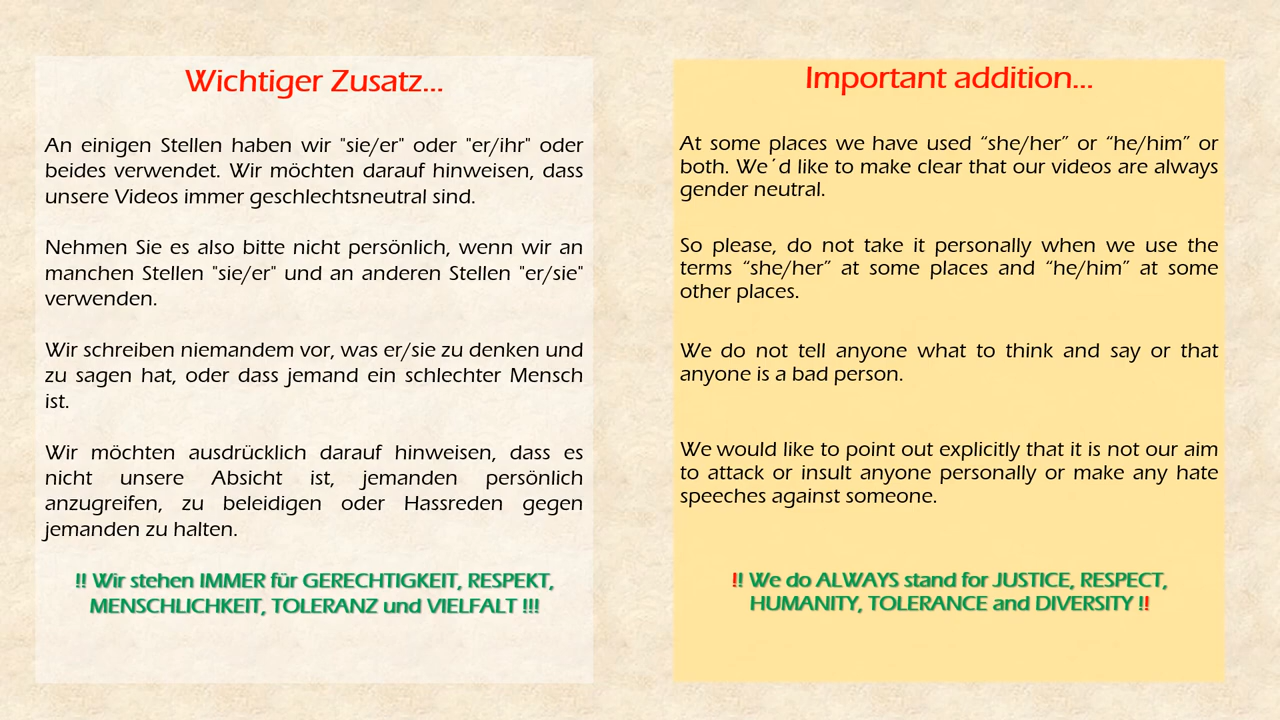 Wichtiger Zusatz...
An einigen Stellen haben wir "sie/er" oder "er/ihr" oder
beides verwendet. Wir möchten darauf hinweisen, dass
unsere Videos immer geschlechtsneutral sind.
Nehmen Sie es also bitte nicht persönlich, wenn wir an
manchen Stellen "sie/er" und an anderen Stellen "er/sie"
verwenden.
Wir schreiben niemandem vor, was er/sie zu denken und
zu sagen hat, oder dass jemand ein schlechter Mensch
ist.
Wir möchten ausdrücklich darauf hinweisen, dass es
nicht unsere Absicht ist, jemanden persönlich
anzugreifen, zu beleidigen oder Hassreden gegen
jemanden zu halten.
!! Wir stehen IMMER für GERECHTIGKEIT, RESPEKT,
MENSCHLICHKEIT, TOLERANZ und VIELFALT !!!
Important addition...
At some places we have used “she/her” or “he/him” or
both. We´d like to make clear that our videos are always
gender neutral.
So please, do not take it personally when we use the
terms “she/her” at some places and “he/him” at some
other places.
We do not tell anyone what to think and say or that
anyone is a bad person.
We would like to point out explicitly that it is not our aim
to attack or insult anyone personally or make any hate
speeches against someone.
!! We do ALWAYS stand for JUSTICE, RESPECT,
HUMANITY, TOLERANCE and DIVERSITY !!